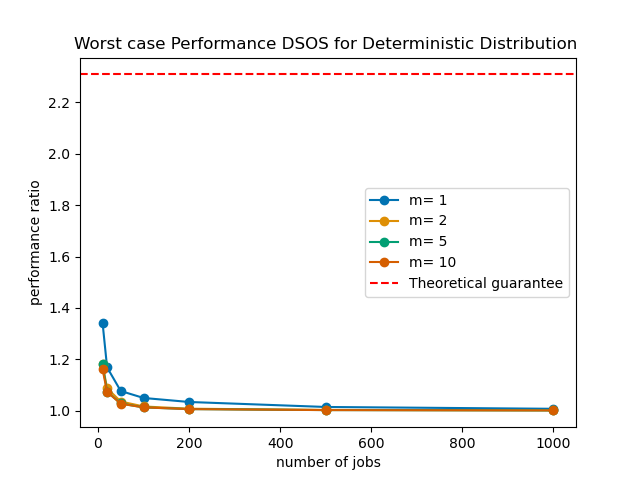 Worst case Performance DSOS for Deterministic Distribution
performance ratio
2.2
2.0
1.8
1.6
1.4
1.2
1.0
m= 1
m= 2
m= 5
m= 10
Theoretical guarantee
0 200 400 600 800 1000
number of jobs